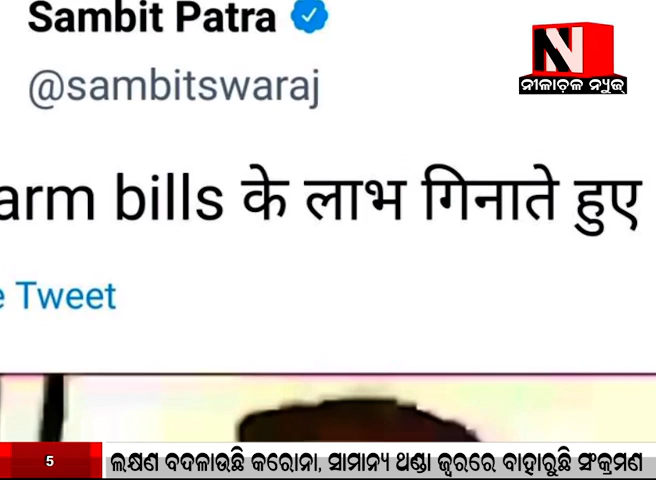 Sambit Patra
@sambitswaraj
ନୀଳାଚଳ ନ୍ୟୁଜ୍
arm bills के लाभ गिनाते हुए
e Tweet
5
ଲକ୍ଷଣ ବଦଳାଉଛି କରୋନା, ସାମାନ୍ୟ ଥଣ୍ଡା ଜ୍ୱରରେ ବାହାରୁଛି ସଂକ୍ରମଣ